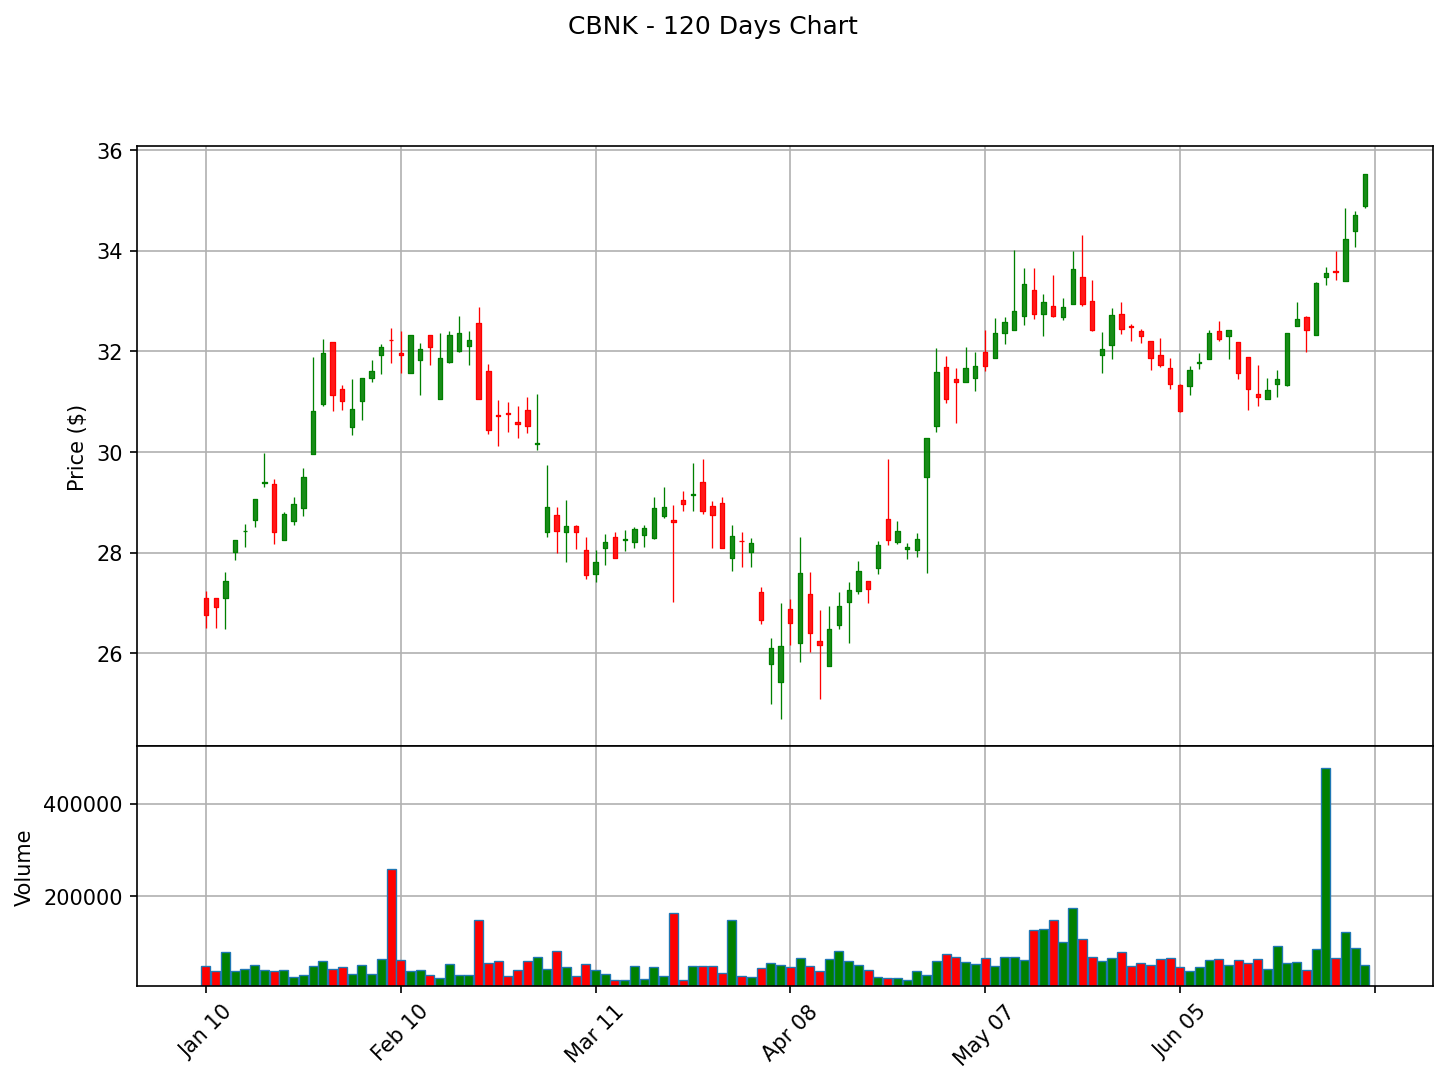 CBNK - 120 Days Chart
36
34
32
30
28
26
Price ($)
400000
200000
Volume
Jan 10
Feb 10
Mar 11
Apr 08
May 07
Jun 05